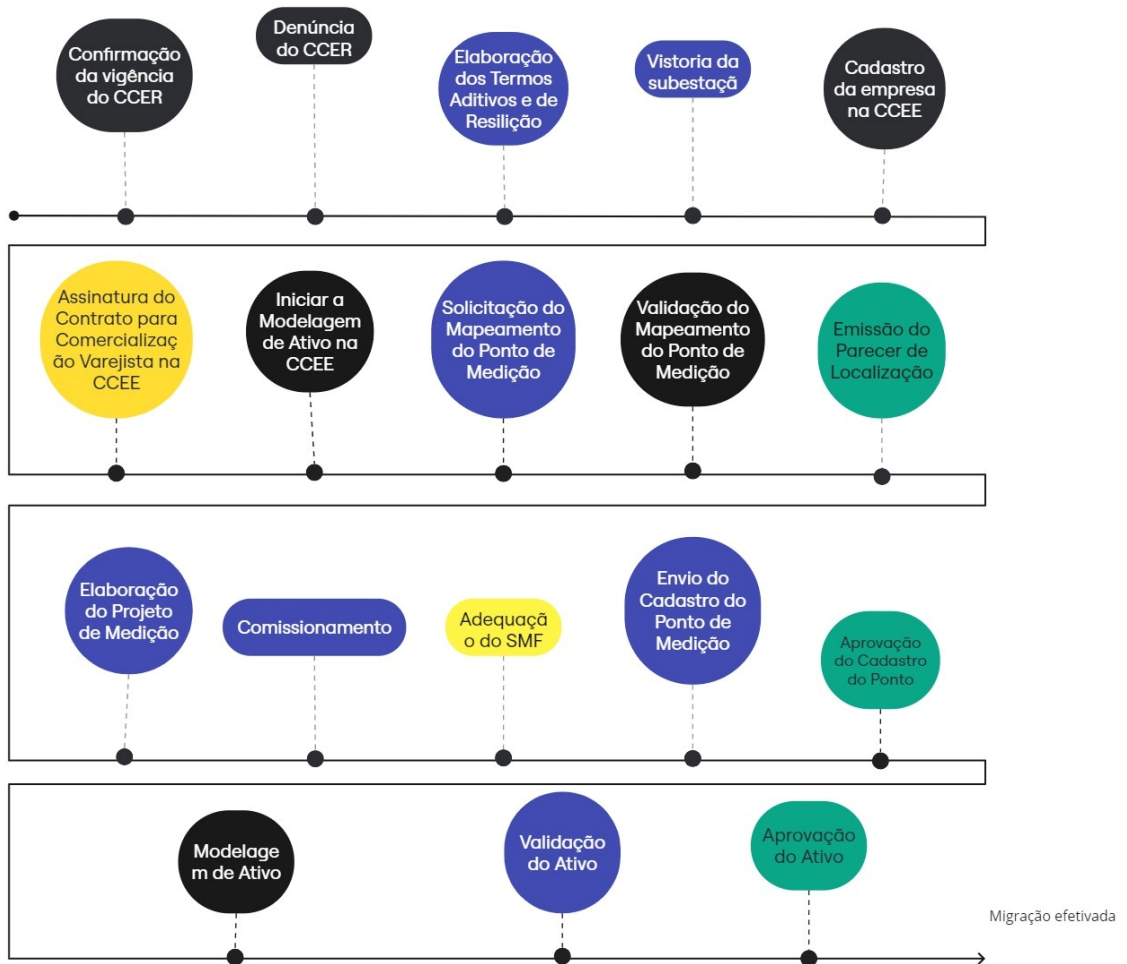 Confirmação
da vigência
do CCER
Denúncia
do CCER
Elaboração
dos Termos
Aditivos e de
Resilição
Vistoria da
subestaçã
Cadastro
da empresa
na CCEE
Assinatura do
Contrato para
Comercializaç
ão Varejista na
CCEE
Iniciar a
Modelagem
de Ativo na
CCEE
Solicitação do
Mapeamento
do Ponto de
Medição
Validação do
Mapeamento
do Ponto de
Medição
Emissão do
Parecer de
Localização
Elaboração
do Projeto
de Medição
Comissionamento
Adequaçã
o do SMF
Envio do
Cadastro do
Ponto de
Medição
Aprovação
do Cadastro
do Ponto
Modelage
m de Ativo
Validação
do Ativo
Aprovação
do Ativo
Migração efetivada